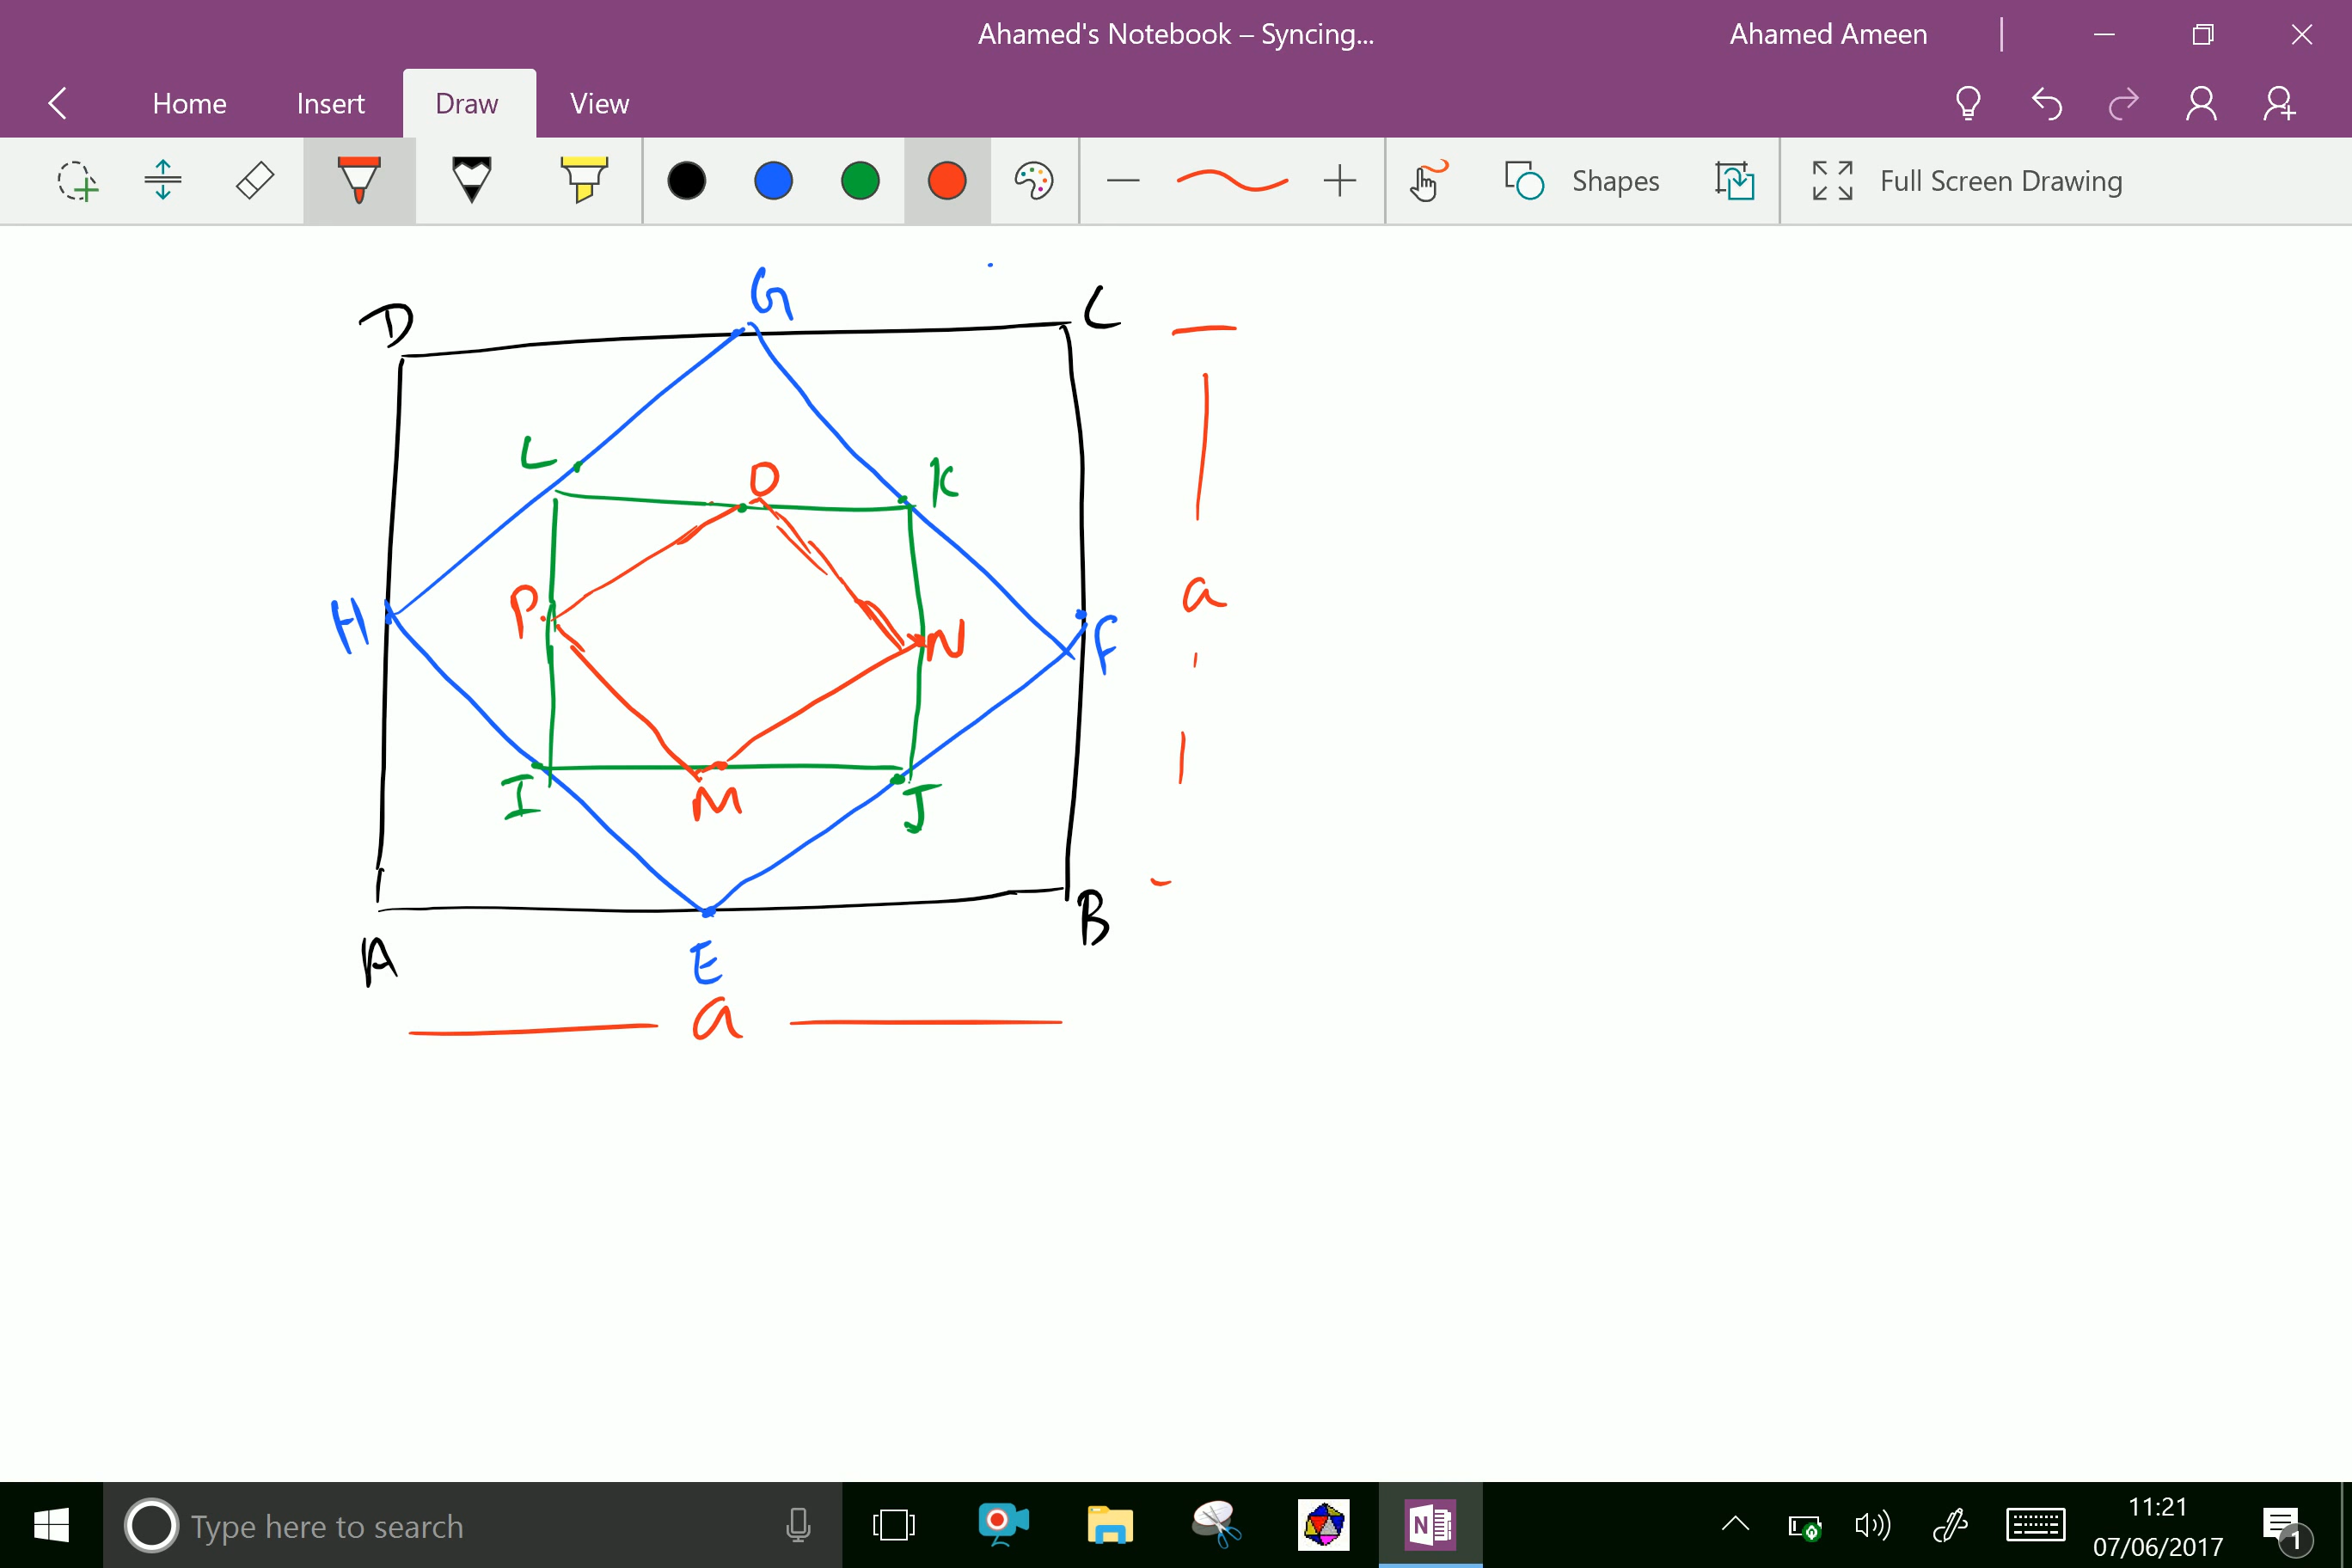 Ahamed's Notebook – Syncing...
Ahamed Ameen
Home Insert Draw View
Shapes
Full Screen Drawing
G
D
C
L
O
K
H
P
a
N
F
I
M
J
B
A
E
a
Type here to search
N
11:21
07/06/2017
1